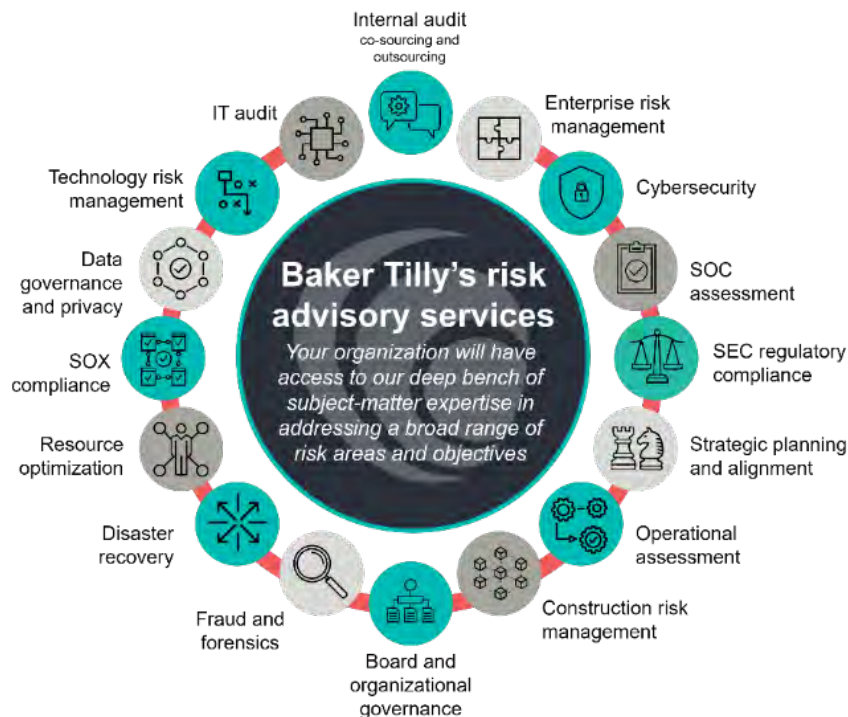 Internal audit
co-sourcing and
outsourcing
Enterprise risk
management
Cybersecurity
SOC
assessment
SEC regulatory
compliance
Strategic planning
and alignment
Operational
assessment
Construction risk
management
Board and
organizational
governance
Fraud and
forensics
Disaster
recovery
Resource
optimization
SOX
compliance
Data
governance
and privacy
Technology risk
management
IT audit
Baker Tilly’s risk
advisory services
Your organization will have
access to our deep bench of
subject-matter expertise in
addressing a broad range of
risk areas and objectives